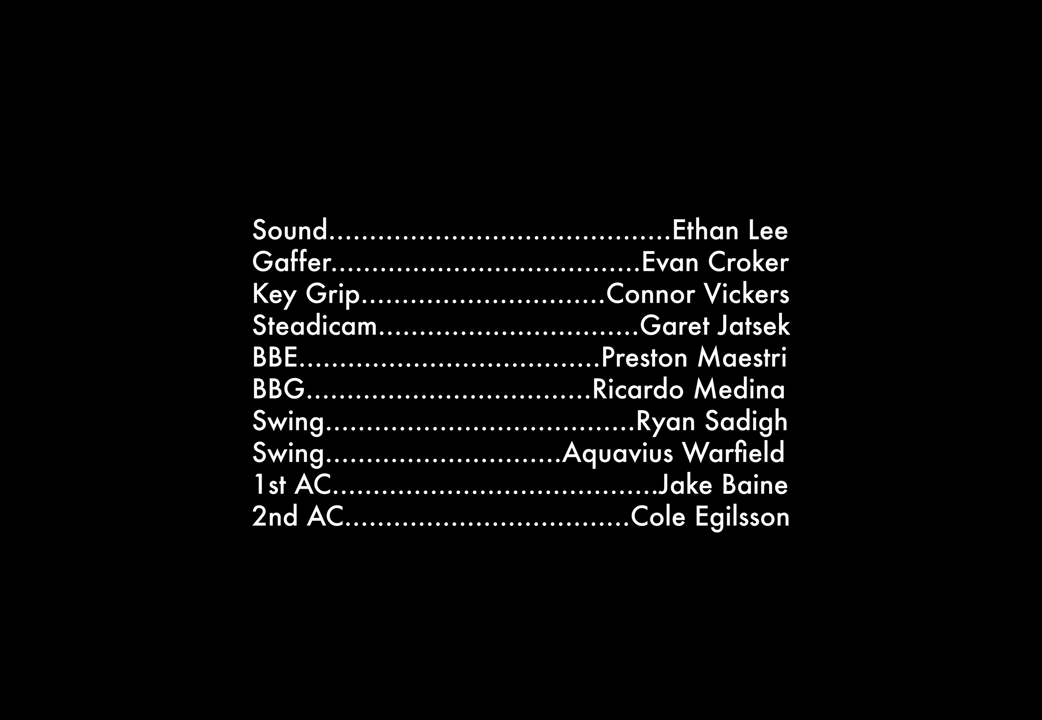 Sound..........................................Ethan Lee
Gaffer......................................Evan Croker
Key Grip..............................Connor Vickers
Steadicam................................Garet Jatsek
BBE.....................................Preston Maestri
BBG...................................Ricardo Medina
Swing......................................Ryan Sadigh
Swing.............................Aquavius Warfield
1st AC........................................Jake Baine
2nd AC...................................Cole Egilsson